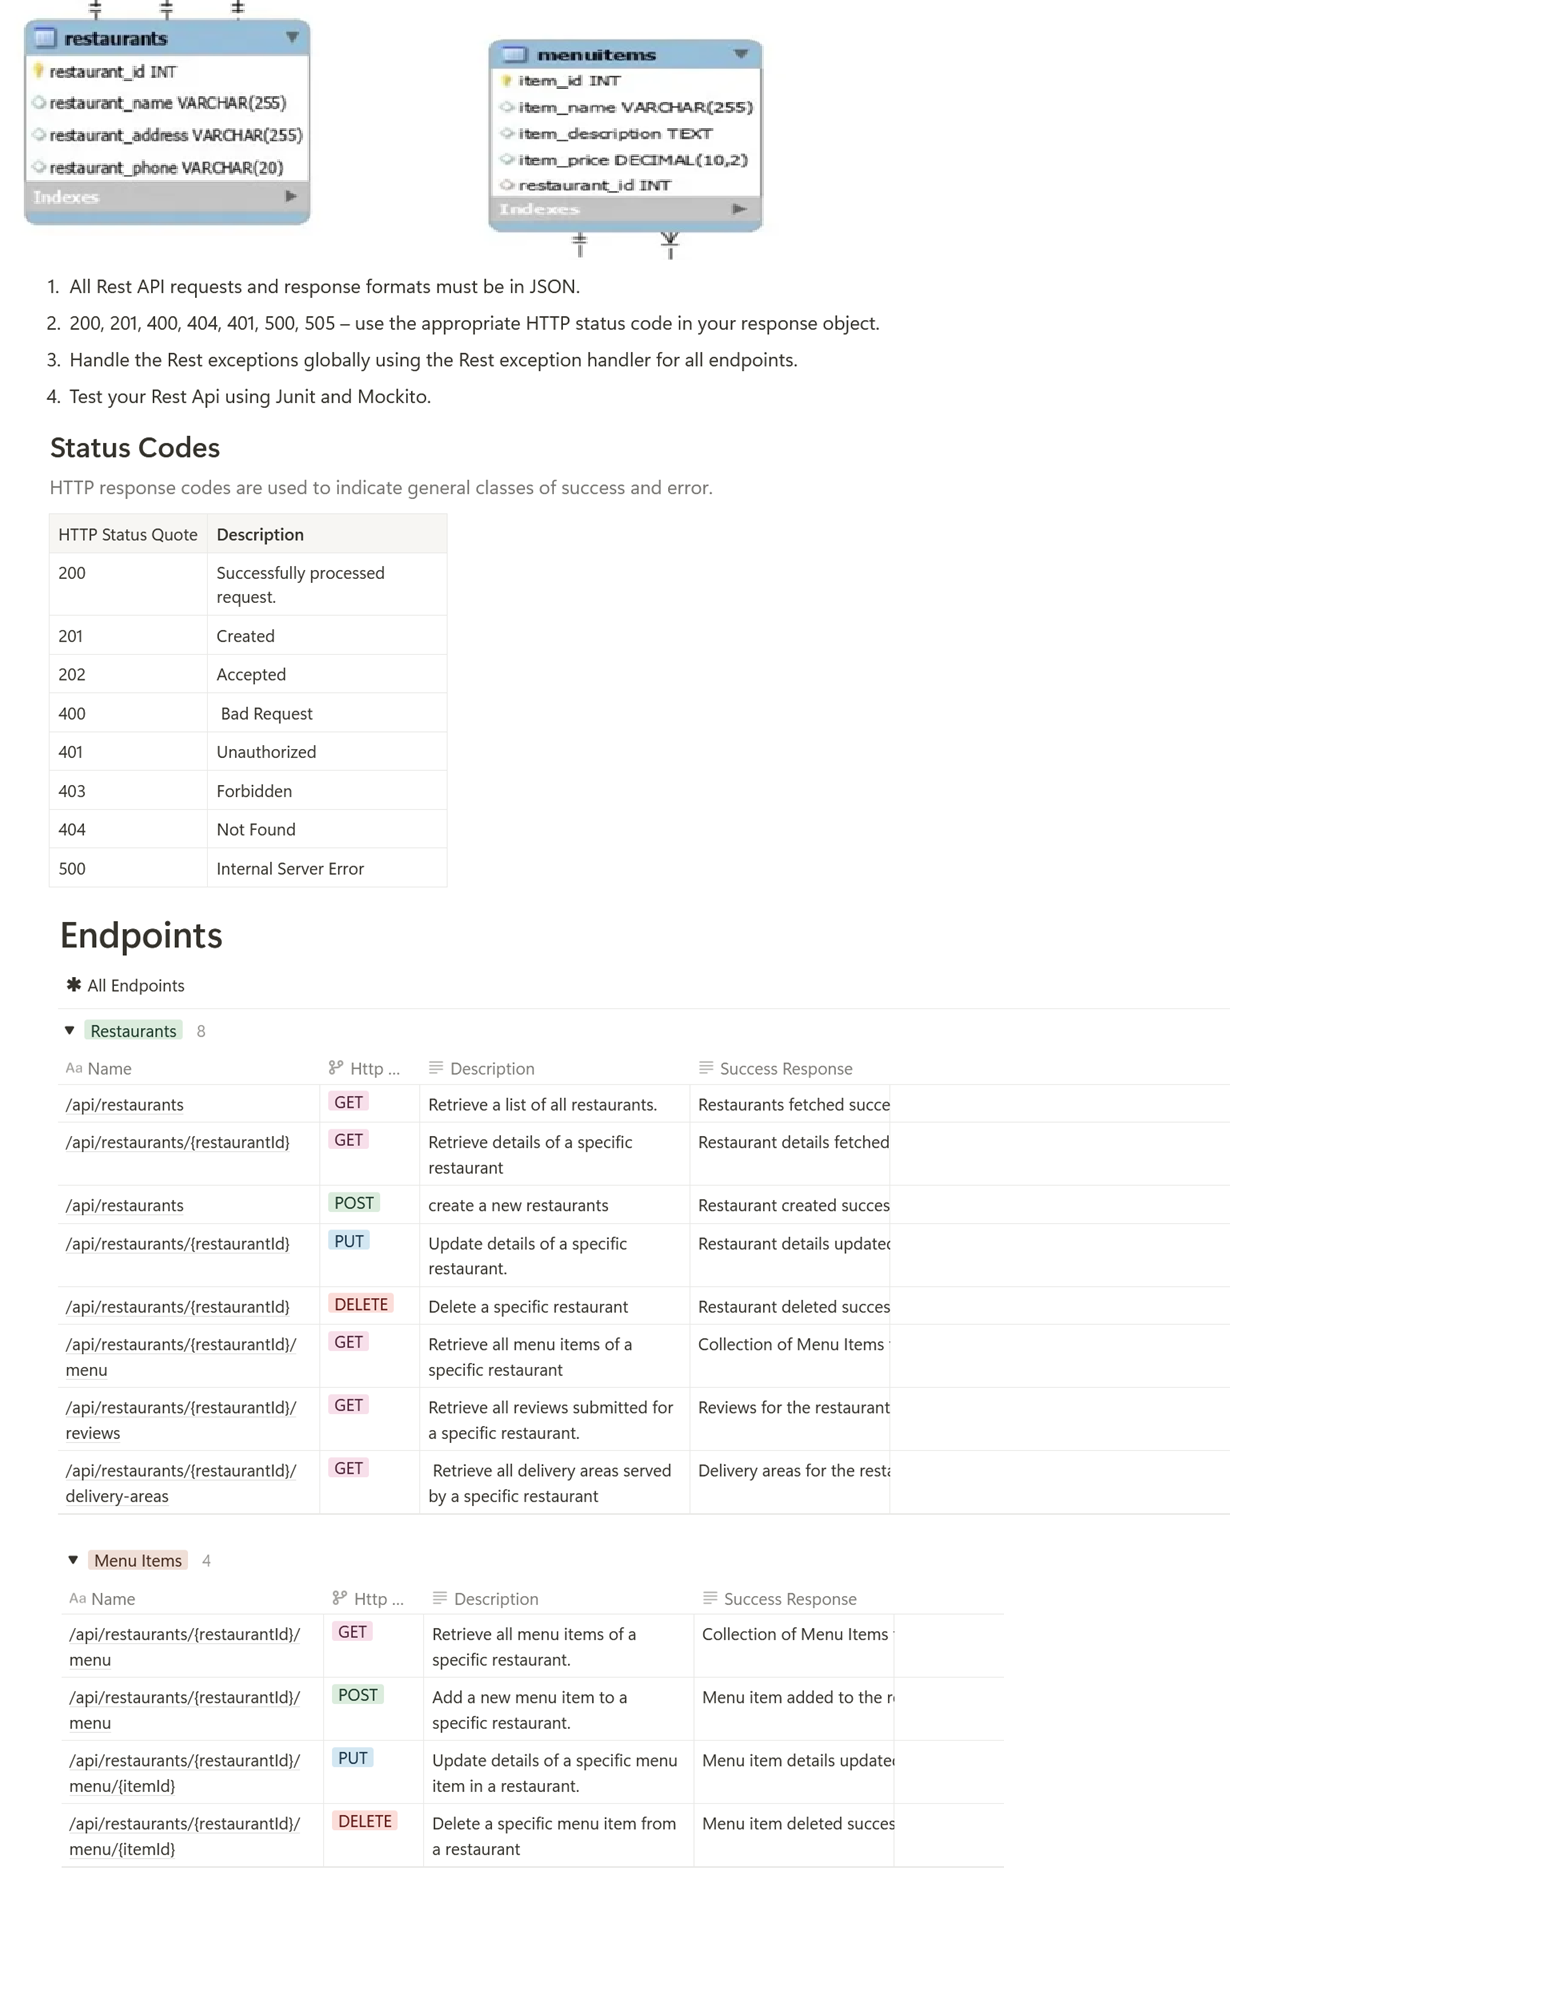 restaurants
restaurant_id INT
restaurant_name VARCHAR(255)
restaurant_address VARCHAR(255)
restaurant_phone VARCHAR(20)
Indexes
menuitems
item_id INT
item_name VARCHAR(255)
item_description TEXT
item_price DECIMAL(10,2)
restaurant_id INT
Indexes
1. All Rest API requests and response formats must be in JSON.
2. 200, 201, 400, 404, 401, 500, 505 – use the appropriate HTTP status code in your response object.
3. Handle the Rest exceptions globally using the Rest exception handler for all endpoints.
4. Test your Rest Api using Junit and Mockito.
Status Codes
HTTP response codes are used to indicate general classes of success and error.
HTTP Status Quote Description
200 Successfully processed
request.
201 Created
202 Accepted
400 Bad Request
401 Unauthorized
403 Forbidden
404 Not Found
500 Internal Server Error
Endpoints
✱ All Endpoints
Restaurants 8
Aa Name Http ... Description Success Response
/api/restaurants GET Retrieve a list of all restaurants. Restaurants fetched succe
/api/restaurants/{restaurantId} GET Retrieve details of a specific Restaurant details fetched
restaurant
/api/restaurants POST create a new restaurants Restaurant created succes
/api/restaurants/{restaurantId} PUT Update details of a specific Restaurant details updated
restaurant.
/api/restaurants/{restaurantId} DELETE Delete a specific restaurant Restaurant deleted succes
/api/restaurants/{restaurantId}/ GET Retrieve all menu items of a Collection of Menu Items
menu specific restaurant
/api/restaurants/{restaurantId}/ GET Retrieve all reviews submitted for Reviews for the restaurant
reviews a specific restaurant.
/api/restaurants/{restaurantId}/ GET Retrieve all delivery areas served Delivery areas for the resta
delivery-areas by a specific restaurant
Menu Items 4
Aa Name Http ... Description Success Response
/api/restaurants/{restaurantId}/ GET Retrieve all menu items of a Collection of Menu Items
menu specific restaurant.
/api/restaurants/{restaurantId}/ POST Add a new menu item to a Menu item added to the r
menu specific restaurant.
/api/restaurants/{restaurantId}/ PUT Update details of a specific menu Menu item details updated
menu/{itemId} item in a restaurant.
/api/restaurants/{restaurantId}/ DELETE Delete a specific menu item from Menu item deleted succes
menu/{itemId} a restaurant